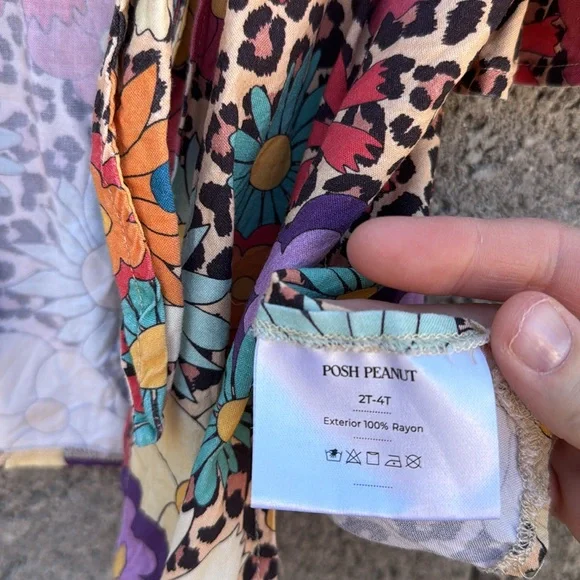 POSH PEANUT
2T-4T
Exterior 100% Rayon